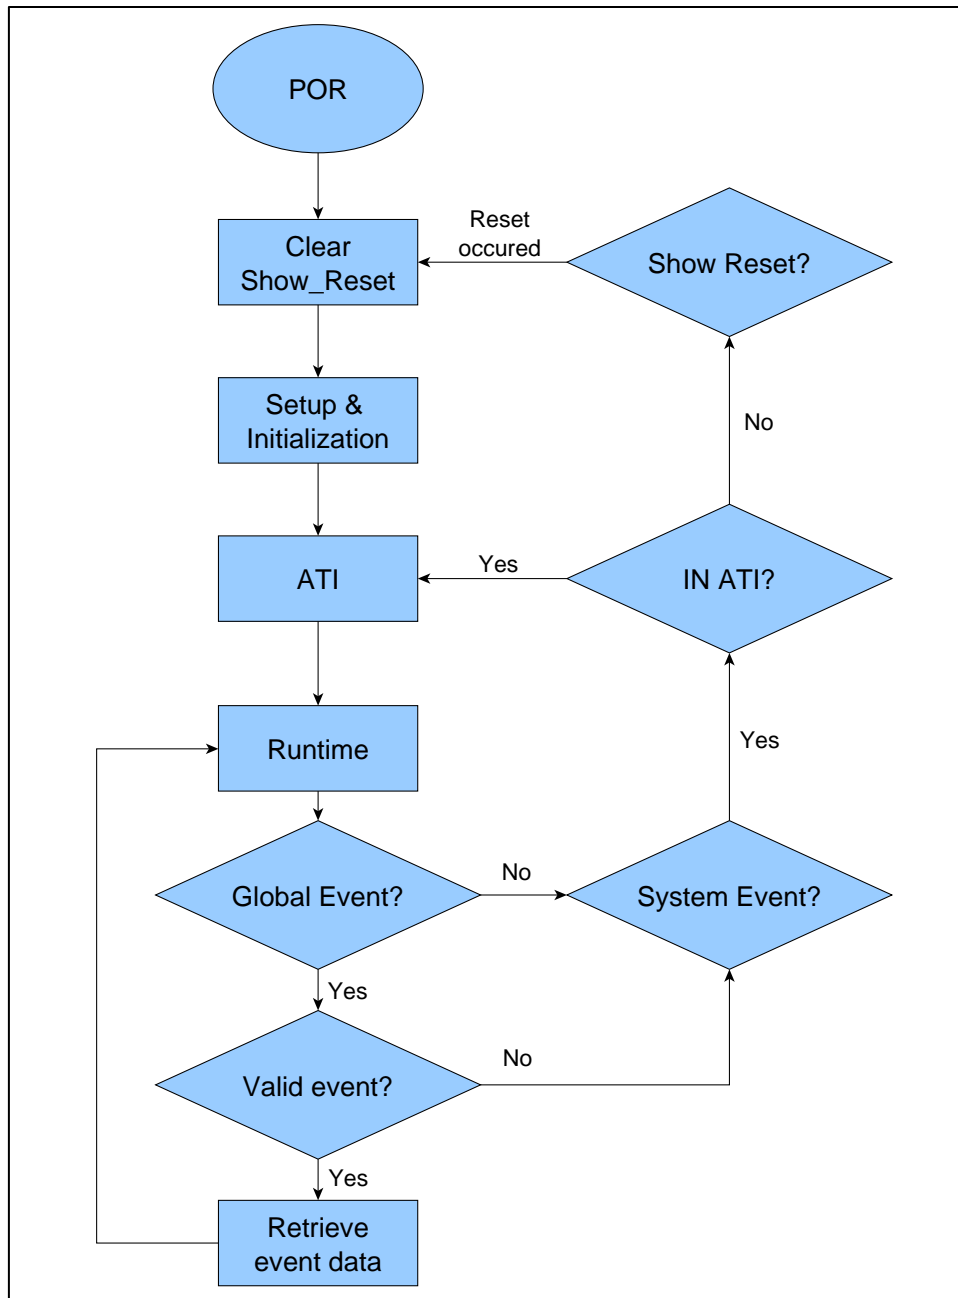 POR
Clear
Show_Reset
Reset
occured
Show Reset?
Setup &
Initialization
No
ATI
Yes
IN ATI?
Runtime
Yes
Global Event?
No
System Event?
Yes
Valid event?
No
Yes
Retrieve
event data